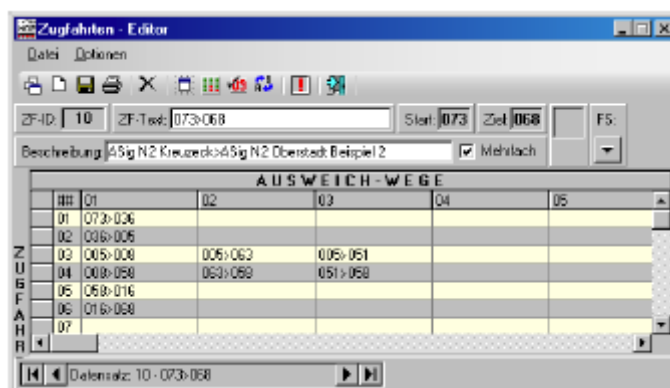 Zugfahrten - Editor
Datei Optionen
ZF-ID: 10 ZF-Text: 073>068 Start: 073 Ziel: 068 FS:
Beschreibung: ASig N2 Kreuzeck>ASig N2 Oberstadt Beispiel 2 Mehrfach
AUSWEICH-WEGE
## 01 02 03 04 05
01 073>036
02 036>005
03 005>008 005>063 005>051
04 008>058 063>058 051>058
05 058>016
06 016>068
07
ZUGFAHR
Datensatz: 10 - 073>068